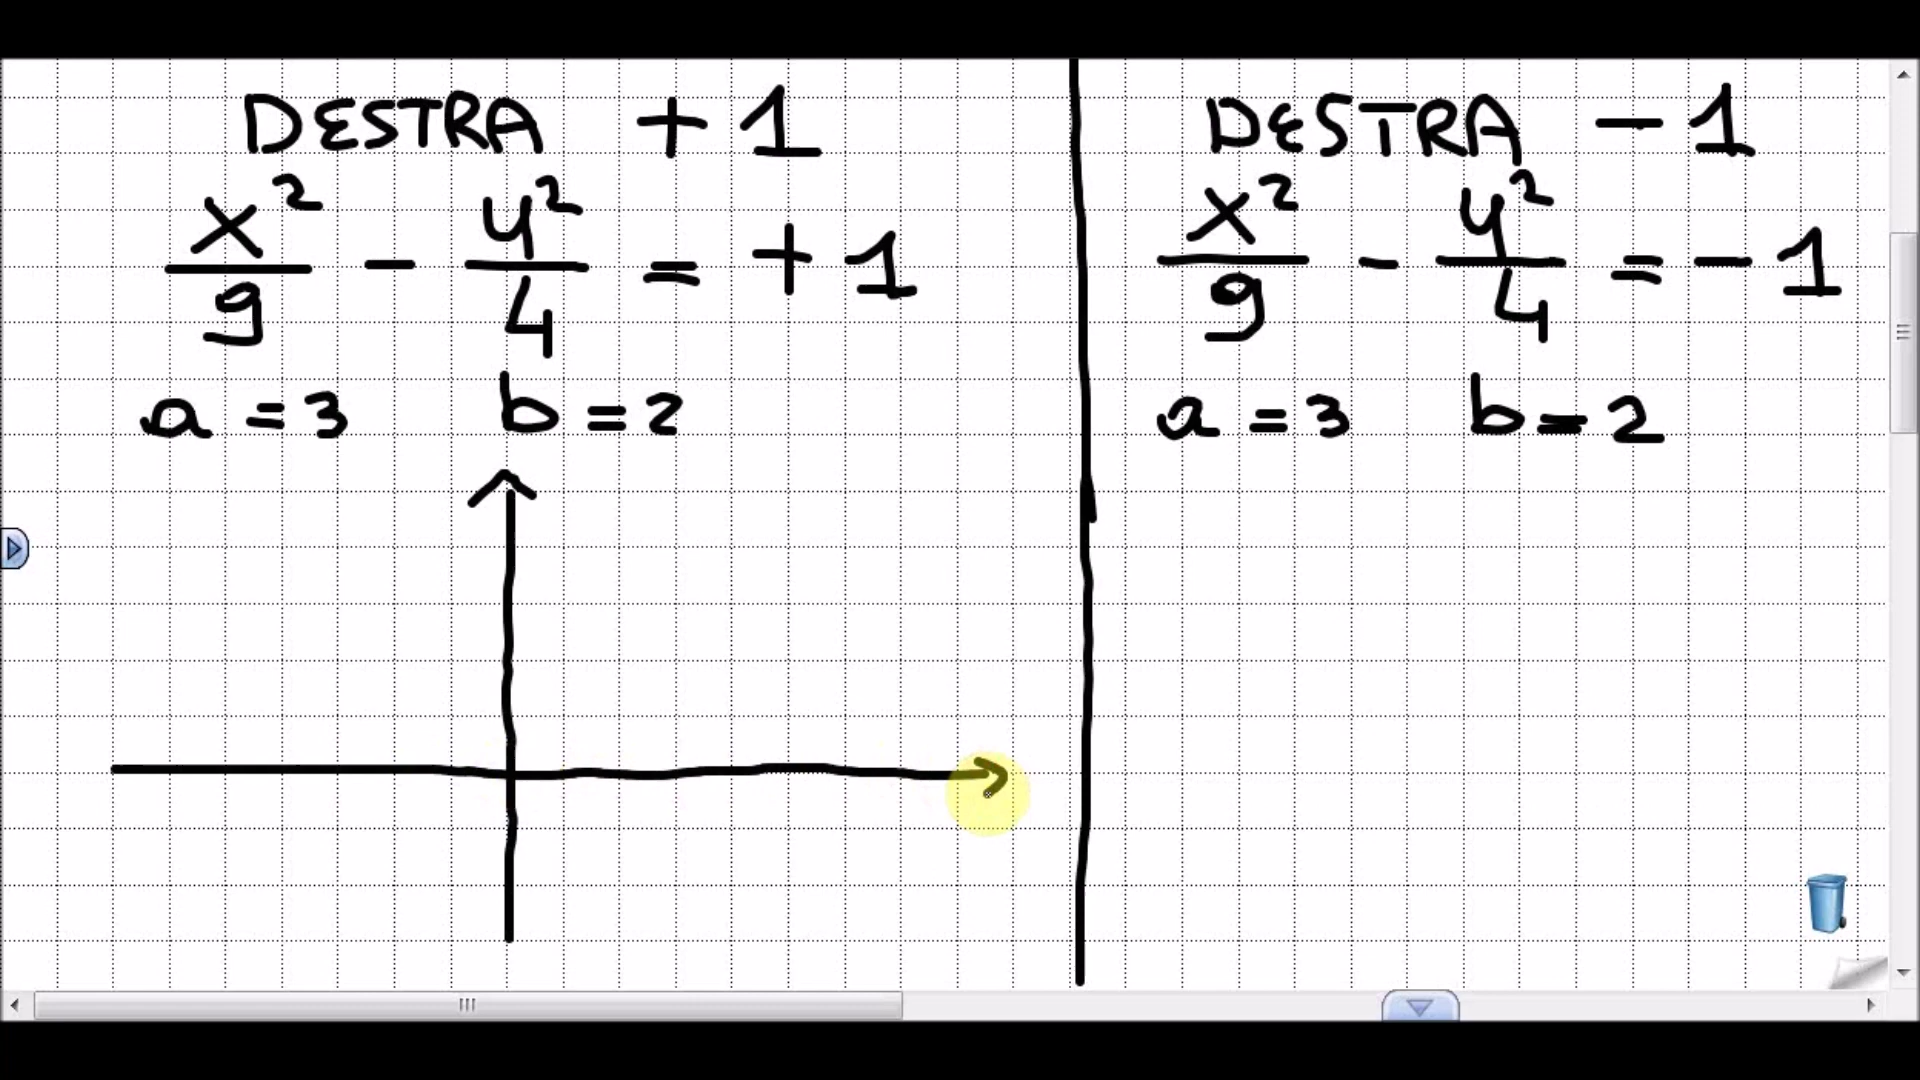 DESTRA +1
x²/9 - y²/4 = +1
a = 3 b = 2
DESTRA -1
x²/9 - y²/4 = -1
a = 3 b = 2